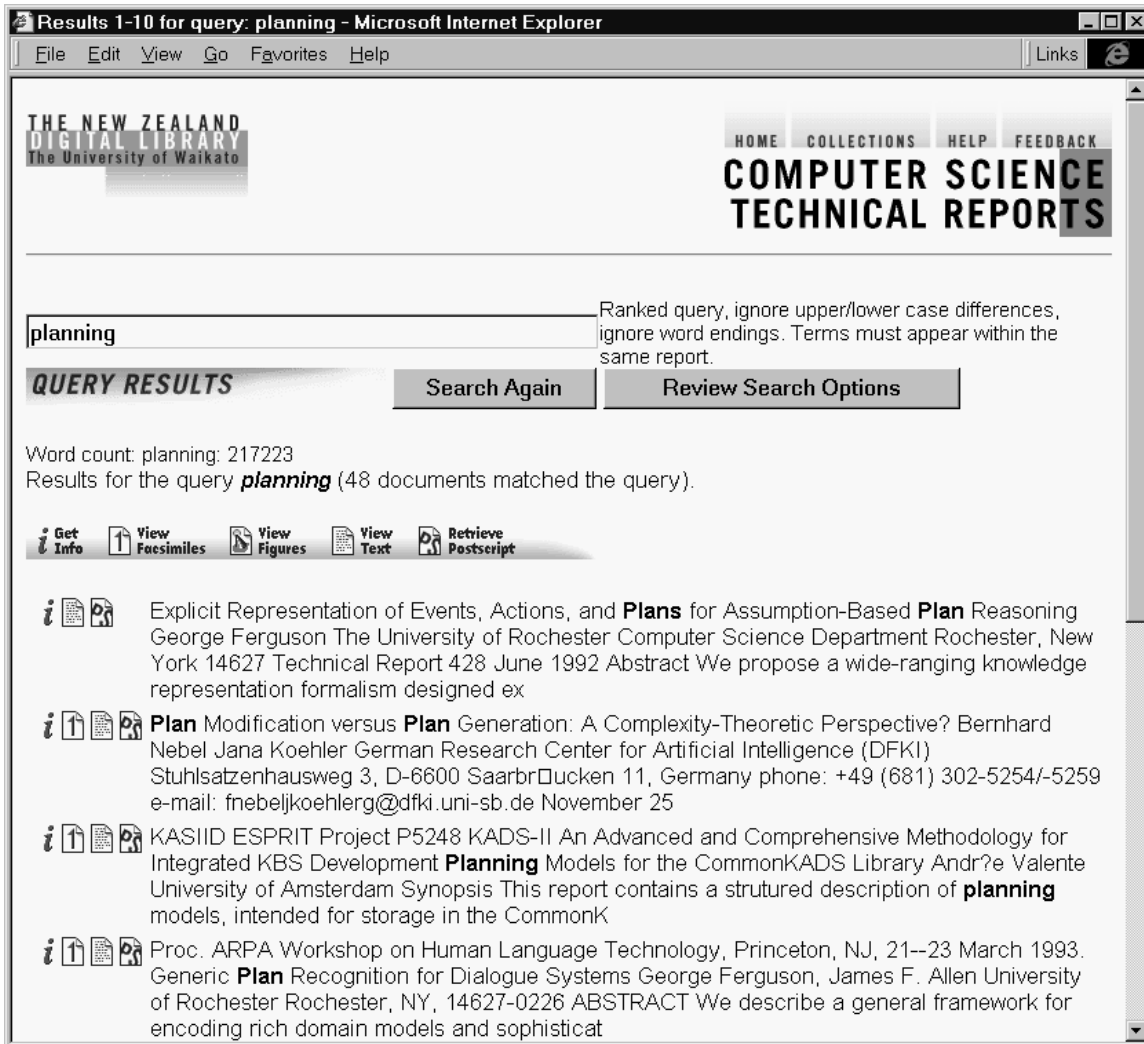 Results 1-10 for query: planning - Microsoft Internet Explorer
File Edit View Go Favorites Help Links
THE NEW ZEALAND
DIGITAL LIBRARY
The University of Waikato
HOME COLLECTIONS HELP FEEDBACK
COMPUTER SCIENCE
TECHNICAL REPORTS
planning
Ranked query, ignore upper/lower case differences,
ignore word endings. Terms must appear within the
same report.
QUERY RESULTS
Search Again
Review Search Options
Word count: planning: 217223
Results for the query planning (48 documents matched the query).
i Get Info 1 View Facsimiles View Figures View Text PS Retrieve Postscript
Explicit Representation of Events, Actions, and Plans for Assumption-Based Plan Reasoning
George Ferguson The University of Rochester Computer Science Department Rochester, New
York 14627 Technical Report 428 June 1992 Abstract We propose a wide-ranging knowledge
representation formalism designed ex
Plan Modification versus Plan Generation: A Complexity-Theoretic Perspective? Bernhard
Nebel Jana Koehler German Research Center for Artificial Intelligence (DFKI)
Stuhlsatzenhausweg 3, D-6600 Saarbr□ucken 11, Germany phone: +49 (681) 302-5254/-5259
e-mail: fnebeljkoehlerg@dfki.uni-sb.de November 25
KASIID ESPRIT Project P5248 KADS-II An Advanced and Comprehensive Methodology for
Integrated KBS Development Planning Models for the CommonKADS Library Andr?e Valente
University of Amsterdam Synopsis This report contains a strutured description of planning
models, intended for storage in the CommonK
Proc. ARPA Workshop on Human Language Technology, Princeton, NJ, 21--23 March 1993.
Generic Plan Recognition for Dialogue Systems George Ferguson, James F. Allen University
of Rochester Rochester, NY, 14627-0226 ABSTRACT We describe a general framework for
encoding rich domain models and sophisticat